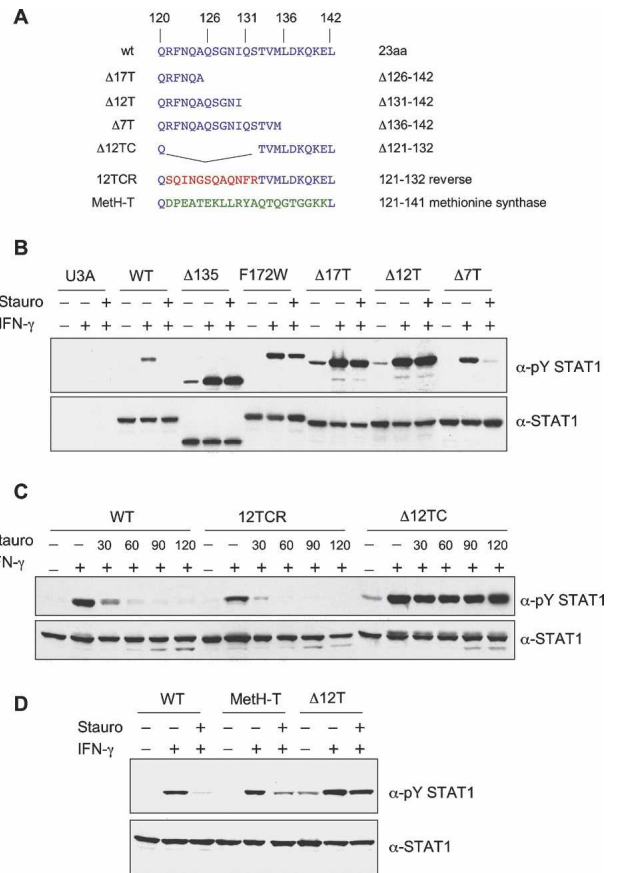 A
120 126 131 136 142
wt QRFNQAQSGNIQSTVMLDKQKEL 23aa
Δ17T QRFNQA Δ126-142
Δ12T QRFNQAQSGNI Δ131-142
Δ7T QRFNQAQSGNIQSTVM Δ136-142
Δ12TC Q TVMLDKQKEL Δ121-132
12TCR QSQINGSQAQNFRTVMLDKQKEL 121-132 reverse
MetH-T QDPEATEKLLRYAQTQGTGGKKL 121-141 methionine synthase
B
U3A WT Δ135 F172W Δ17T Δ12T Δ7T
Stauro – – + – – + – – + – – + – – + – – + – – +
IFN-γ – + + – + + – + + – + + – + + – + + – + +
α-pY STAT1
α-STAT1
C
WT 12TCR Δ12TC
auro – – 30 60 90 120 – – 30 60 90 120 – – 30 60 90 120
FN-γ – + + + + + – + + + + + – + + + + +
α-pY STAT1
α-STAT1
D
WT MetH-T Δ12T
Stauro – – + – – + – – +
IFN-γ – + + – + + – + +
α-pY STAT1
α-STAT1